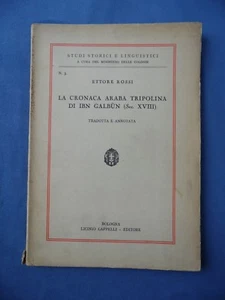 STUDI STORICI E LINGUISTICI
A CURA DEL MINISTERO DELLE COLONIE
ETTORE ROSSI
LA CRONACA ARABA TRIPOLINA
DI IBN GALBŪN (Sec. XVIII)
TRADOTTA E ANNOTATA
BOLOGNA
LICINIO CAPPELLI - EDITORE